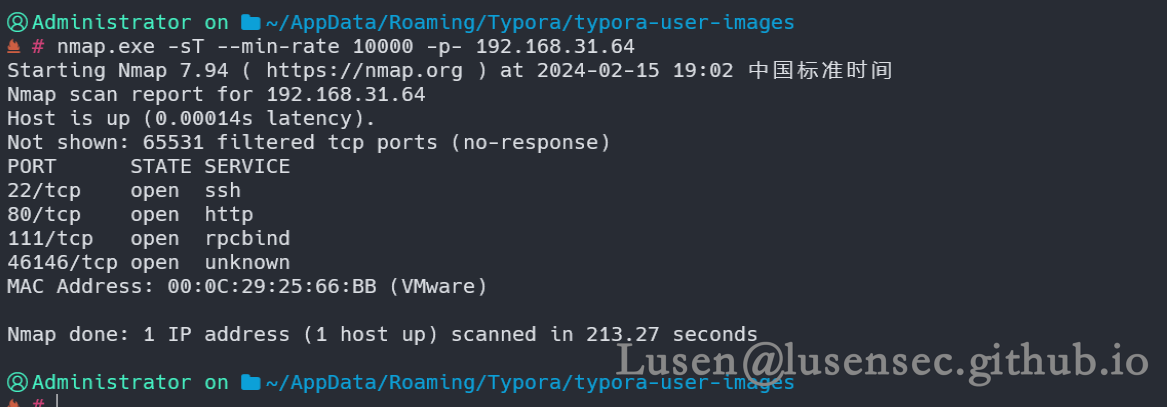 Administrator on ~/AppData/Roaming/Typora/typora-user-images
# nmap.exe -sT --min-rate 10000 -p- 192.168.31.64
Starting Nmap 7.94 ( https://nmap.org ) at 2024-02-15 19:02 中国标准时间
Nmap scan report for 192.168.31.64
Host is up (0.00014s latency).
Not shown: 65531 filtered tcp ports (no-response)
PORT      STATE SERVICE
22/tcp    open  ssh
80/tcp    open  http
111/tcp   open  rpcbind
46146/tcp open  unknown
MAC Address: 00:0C:29:25:66:BB (VMware)
Nmap done: 1 IP address (1 host up) scanned in 213.27 seconds
Lusen@lusensec.github.io
Administrator on ~/AppData/Roaming/Typora/typora-user-images
#